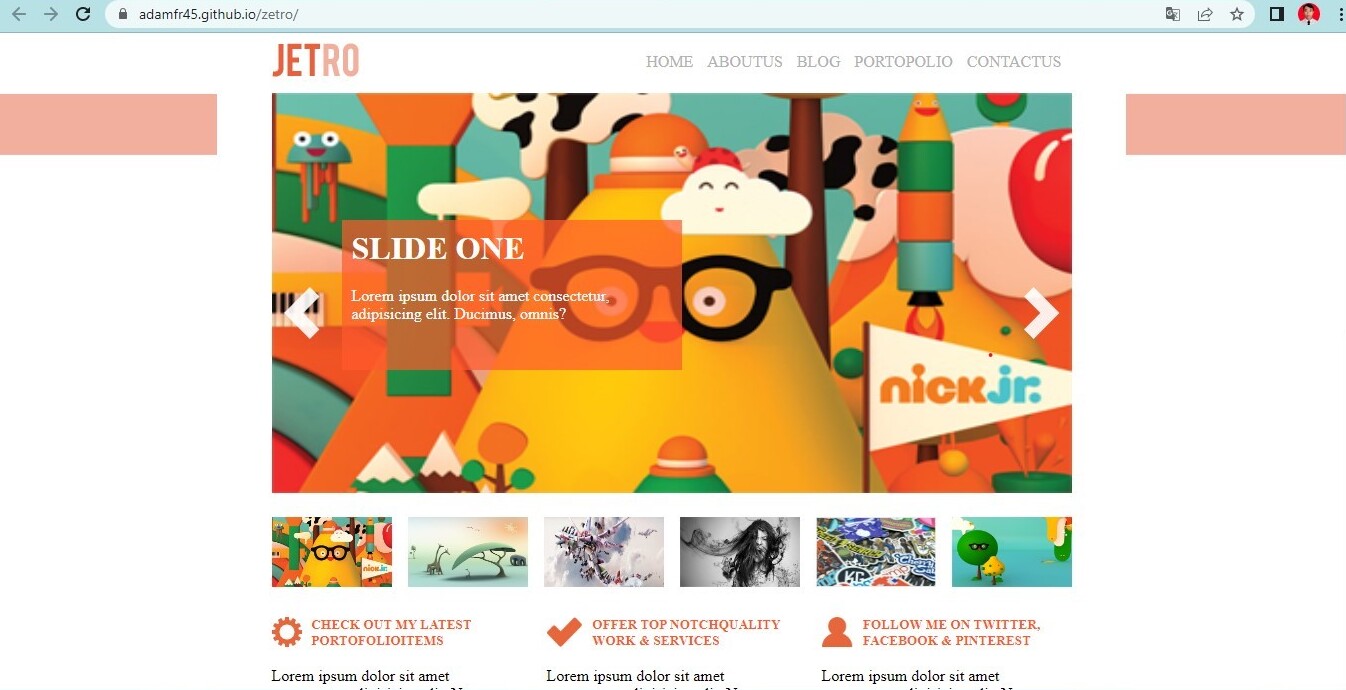 adamfr45.github.io/zetro/
JETRO
HOME ABOUTUS BLOG PORTOPOLIO CONTACTUS
SLIDE ONE
Lorem ipsum dolor sit amet consectetur,
adipisicing elit. Ducimus, omnis?
nickjr.
nickjr
CHECK OUT MY LATEST
PORTOFOLIOITEMS
OFFER TOP NOTCHQUALITY
WORK & SERVICES
FOLLOW ME ON TWITTER,
FACEBOOK & PINTEREST
Lorem ipsum dolor sit amet
Lorem ipsum dolor sit amet
Lorem ipsum dolor sit amet